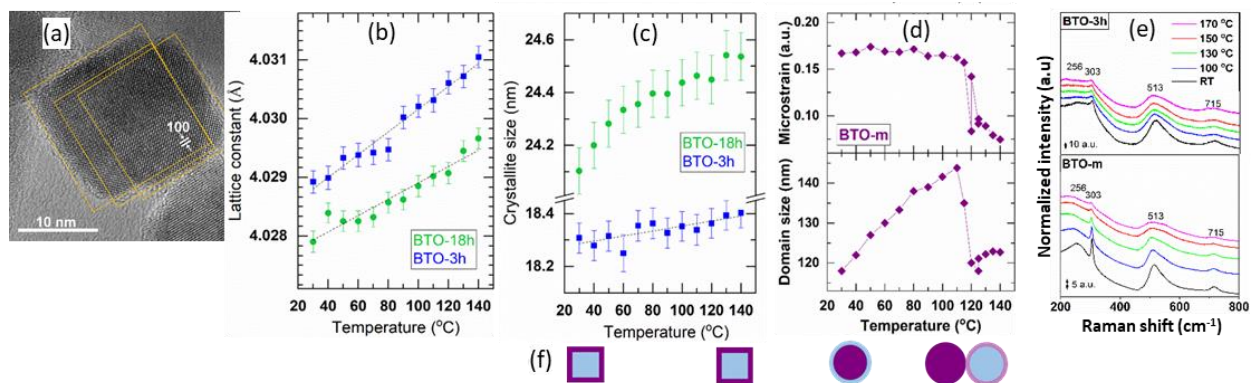 (a)
100
10 nm
(b)
Lattice constant (Å)
4.031
4.030
4.029
4.028
BTO-18h
BTO-3h
20 40 60 80 100 120 140
Temperature (°C)
(c)
Crystallite size (nm)
24.6
24.4
24.2
18.4
18.2
BTO-18h
BTO-3h
20 40 60 80 100 120 140
Temperature (°C)
(d)
Microstrain (a.u.)
0.20
0.15
0.10
0.05
BTO-m
Domain size (nm)
150
140
130
120
20 40 60 80 100 120 140
Temperature (°C)
(e)
Normalized intensity (a.u)
BTO-3h
170 °C
150 °C
130 °C
100 °C
RT
256
303
513
715
10 a.u.
BTO-m
256
303
513
715
5 a.u.
200 400 600 800
Raman shift (cm⁻¹)
(f)